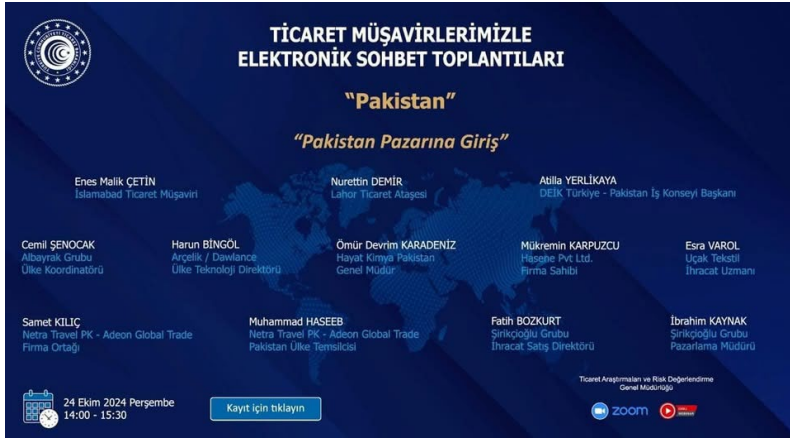 TİCARET MÜŞAVİRLERİMİZLE
ELEKTRONİK SOHBET TOPLANTILARI
“Pakistan”
“Pakistan Pazarına Giriş”
Enes Malik ÇETİN
İslamabad Ticaret Müşaviri
Nurettin DEMİR
Lahor Ticaret Ataşesi
Atilla YERLİKAYA
DEİK Türkiye - Pakistan İş Konseyi Başkanı
Cemil ŞENOCAK
Albayrak Grubu
Ülke Koordinatörü
Harun BİNGÖL
Arçelik / Dawlance
Ülke Teknoloji Direktörü
Ömür Devrim KARADENİZ
Hayat Kimya Pakistan
Genel Müdür
Mükremin KARPUZCU
Hasehe Pvt Ltd.
Firma Sahibi
Esra VAROL
Uçak Tekstil
İhracat Uzmanı
Samet KILIÇ
Netra Travel PK - Adeon Global Trade
Firma Ortağı
Muhammad HASEEB
Netra Travel PK - Adeon Global Trade
Pakistan Ülke Temsilcisi
Fatih BOZKURT
Şirikçioğlu Grubu
İhracat Satış Direktörü
İbrahim KAYNAK
Şirikçioğlu Grubu
Pazarlama Müdürü
24 Ekim 2024 Perşembe
14:00 - 15:30
Kayıt için tıklayın
Ticaret Araştırmaları ve Risk Değerlendirme
Genel Müdürlüğü
zoom